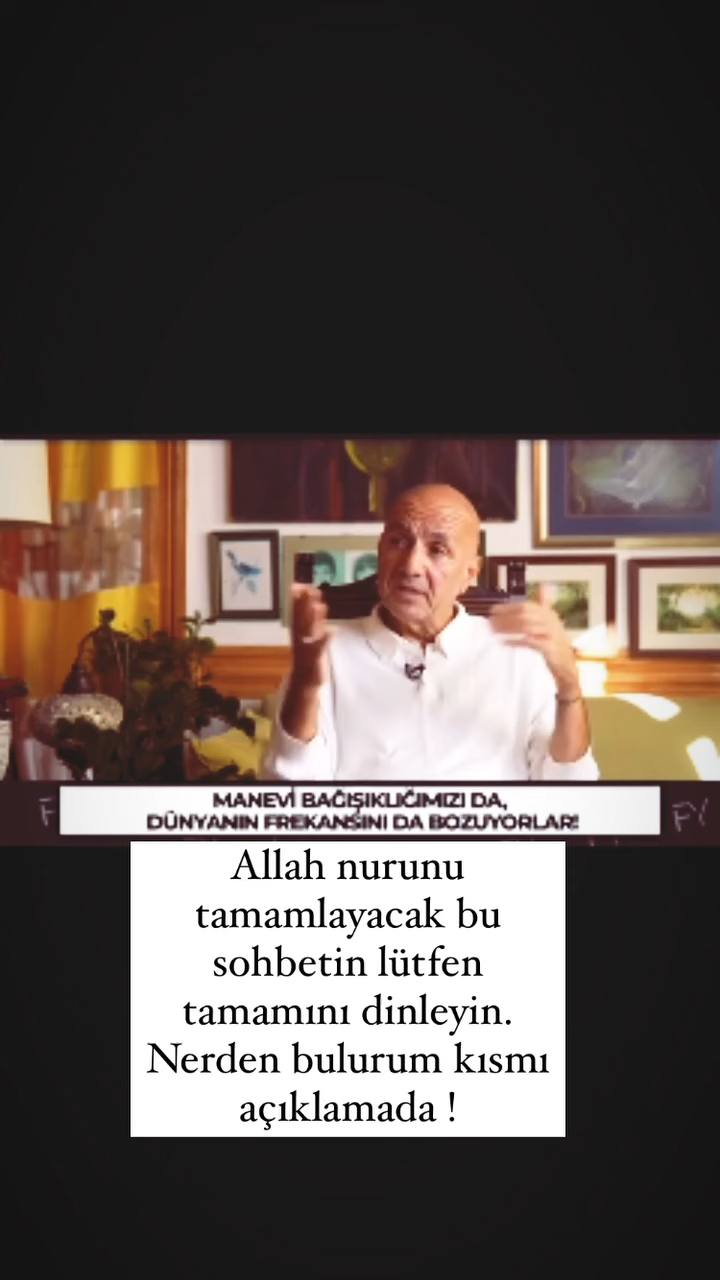 MANEVİ BAĞIŞIKLIĞIMIZI DA,
DÜNYANIN FREKANSINI DA BOZUYORLAR!
Allah nurunu
tamamlayacak bu
sohbetin lütfen
tamamını dinleyin.
Nerden bulurum kısmı
açıklamada !